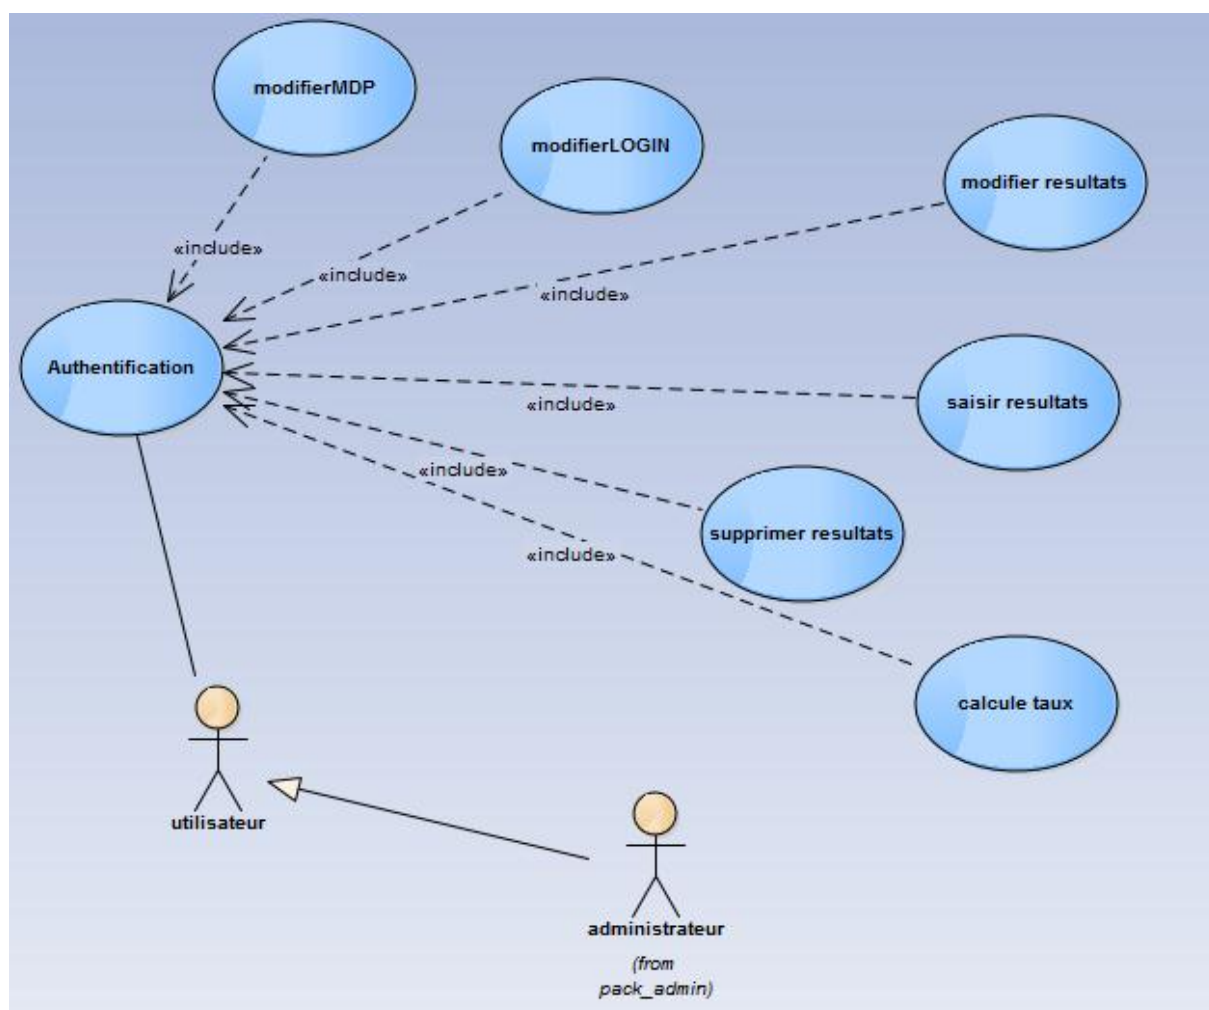 modifierMDP
modifierLOGIN
modifier resultats
«include»
«include»
«include»
Authentification
saisir resultats
«include»
«include»
supprimer resultats
«include»
calcule taux
utilisateur
administrateur
(from
pack_admin)